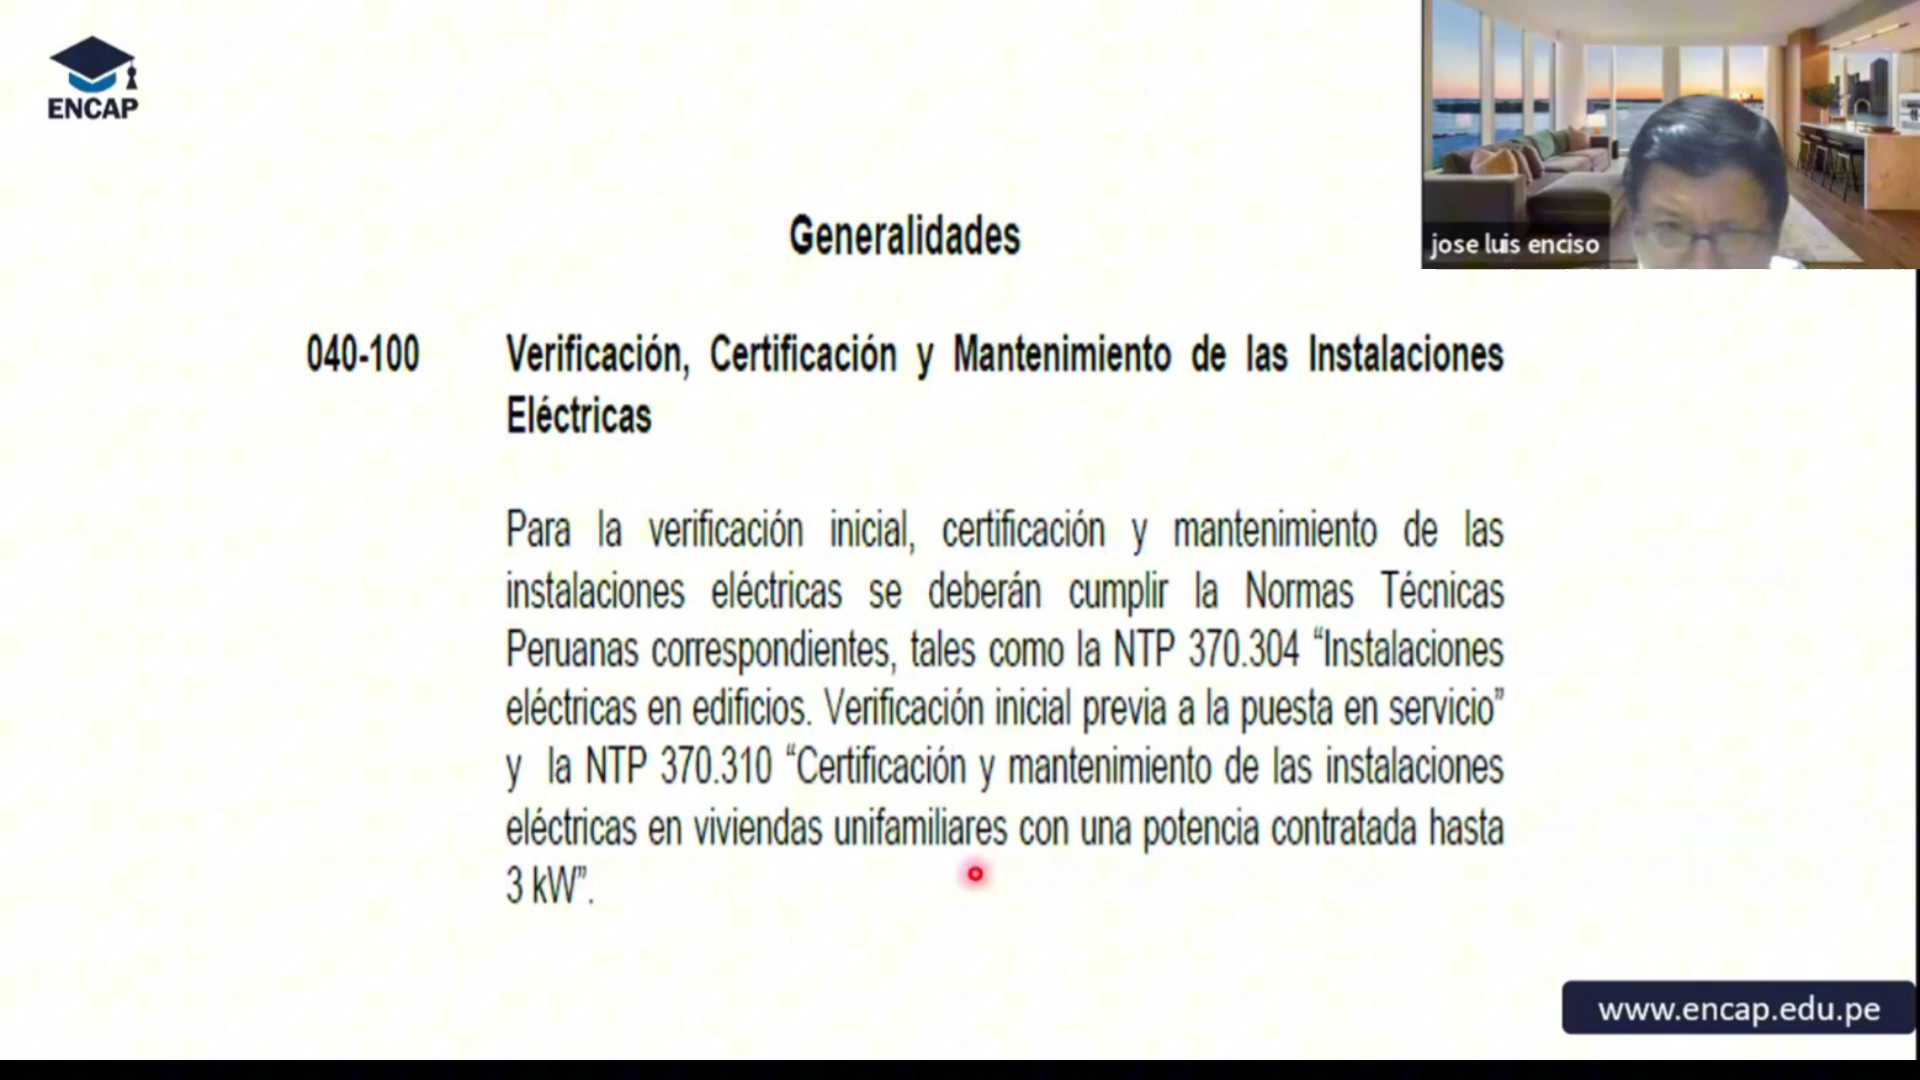 ENCAP
jose luis enciso
Generalidades
040-100 Verificación, Certificación y Mantenimiento de las Instalaciones
Eléctricas
Para la verificación inicial, certificación y mantenimiento de las
instalaciones eléctricas se deberán cumplir la Normas Técnicas
Peruanas correspondientes, tales como la NTP 370.304 “Instalaciones
eléctricas en edificios. Verificación inicial previa a la puesta en servicio”
y la NTP 370.310 “Certificación y mantenimiento de las instalaciones
eléctricas en viviendas unifamiliares con una potencia contratada hasta
3 kW”.
www.encap.edu.pe